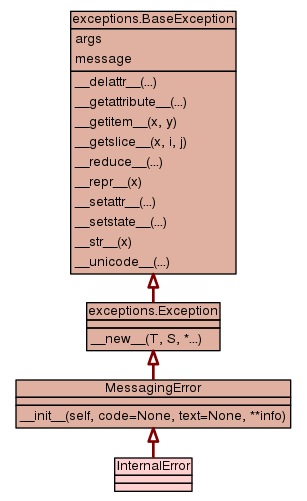 exceptions.BaseException
args
message
__delattr__(...)
__getattribute__(...)
__getitem__(x, y)
__getslice__(x, i, j)
__reduce__(...)
__repr__(x)
__setattr__(...)
__setstate__(...)
__str__(x)
__unicode__(...)
exceptions.Exception
__new__(T, S, *...)
MessagingError
__init__(self, code=None, text=None, **info)
InternalError